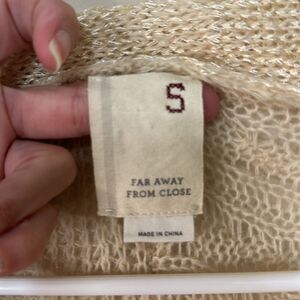 S
FAR AWAY
FROM CLOSE
MADE IN CHINA